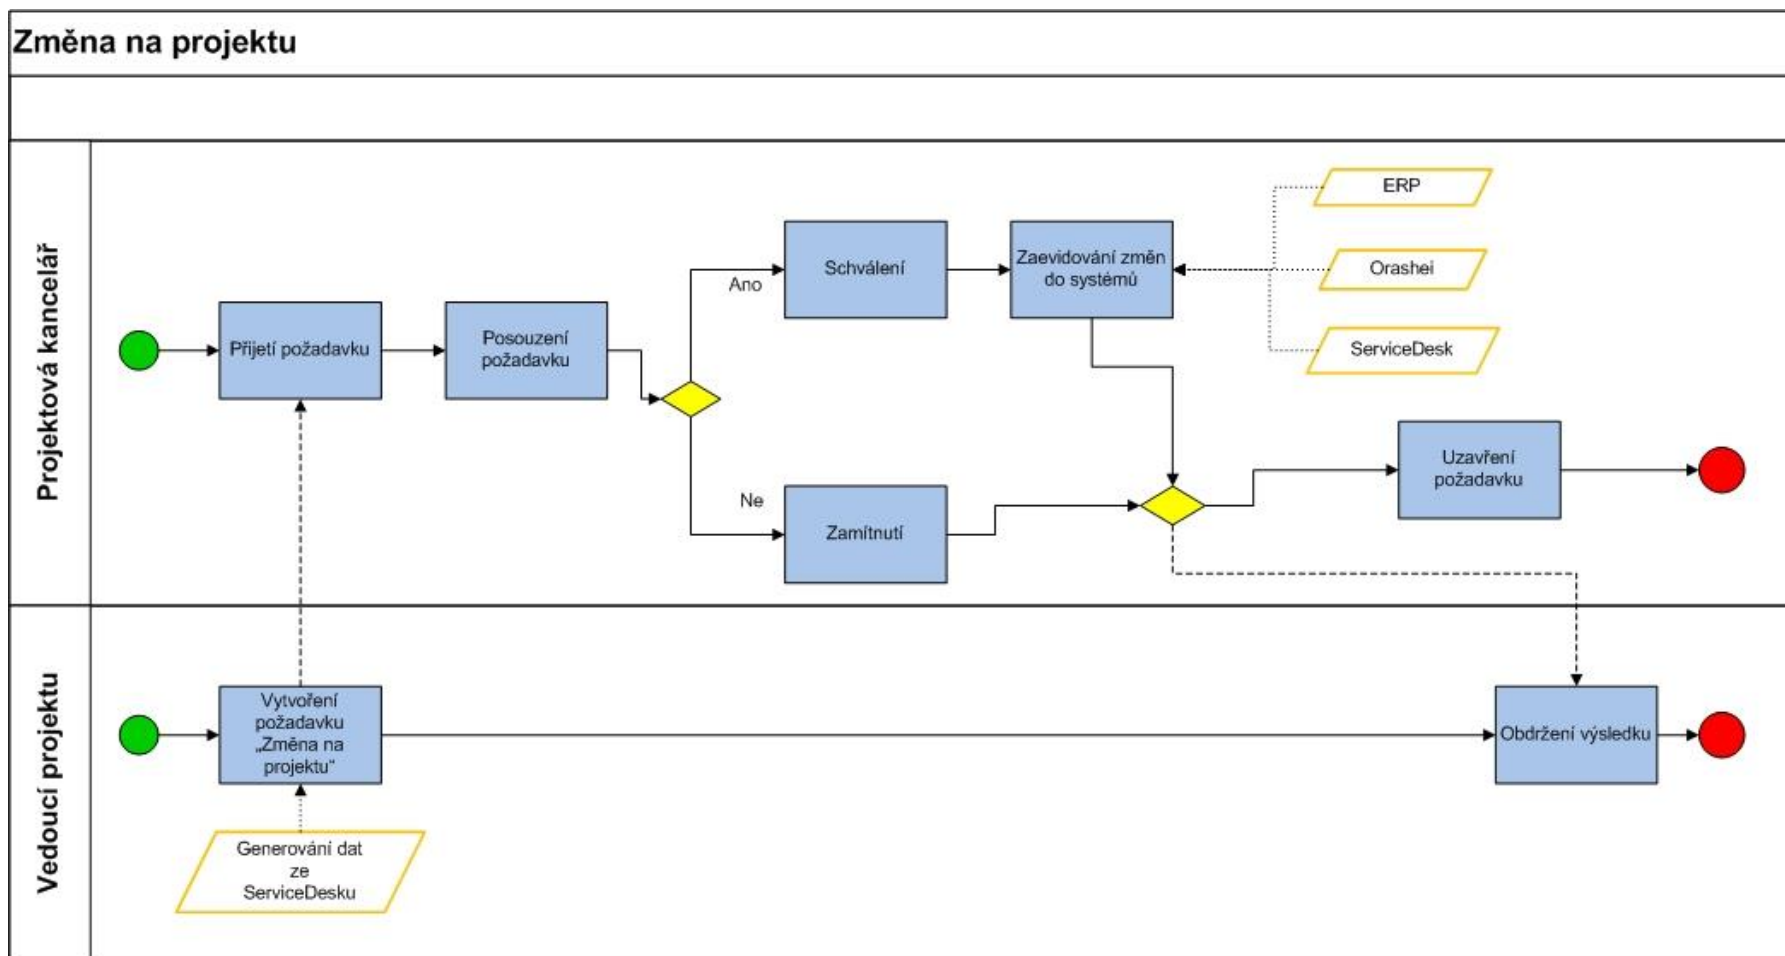 Změna na projektu
Projektová kancelář
Přijetí požadavku
Posouzení
požadavku
Ano
Ne
Schválení
Zamítnutí
Zaevidování změn
do systémů
ERP
Orashei
ServiceDesk
Uzavření
požadavku
Vedoucí projektu
Vytvoření
požadavku
„Změna na
projektu“
Generování dat
ze
ServiceDesku
Obdržení výsledku